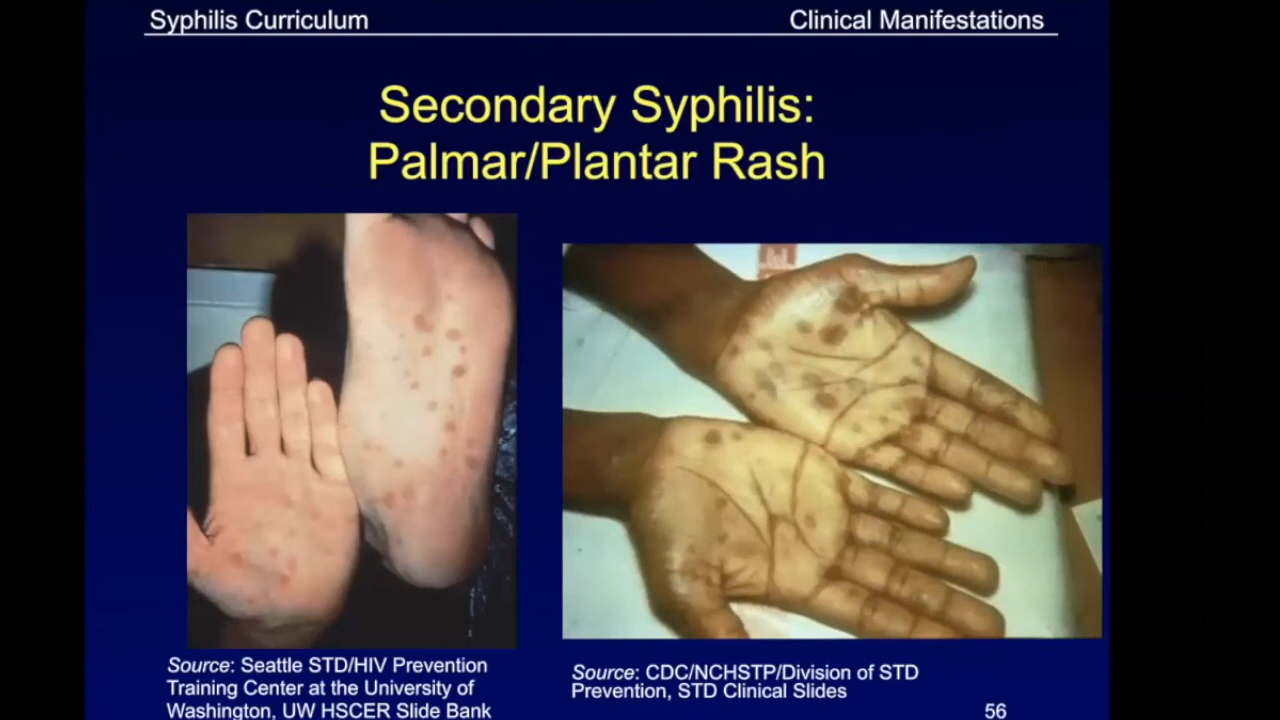 Syphilis Curriculum
Clinical Manifestations
Secondary Syphilis:
Palmar/Plantar Rash
Source: Seattle STD/HIV Prevention
Training Center at the University of
Washington, UW HSCER Slide Bank
Source: CDC/NCHSTP/Division of STD
Prevention, STD Clinical Slides
56